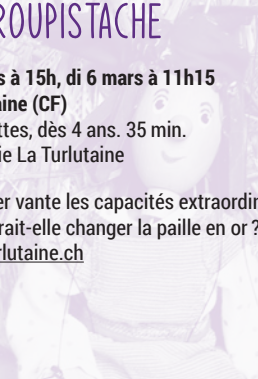 ROUPISTACHE
s à 15h, di 6 mars à 11h15
aine (CF)
ttes, dès 4 ans. 35 min.
ie La Turlutaine
er vante les capacités extraordin
rait-elle changer la paille en or ?
rlutaine.ch